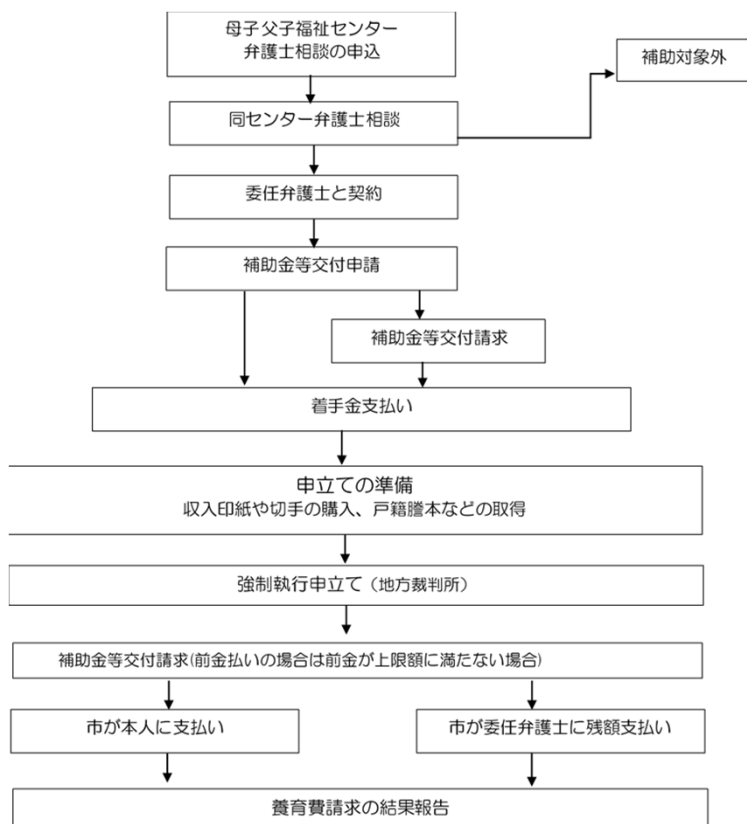 母子父子福祉センター
弁護士相談の申込
補助対象外
同センター弁護士相談
委任弁護士と契約
補助金等交付申請
補助金等交付請求
着手金支払い
申立ての準備
収入印紙や切手の購入、戸籍謄本などの取得
強制執行申立て（地方裁判所）
補助金等交付請求(前金払いの場合は前金が上限額に満たない場合)
市が本人に支払い
市が委任弁護士に残額支払い
養育費請求の結果報告